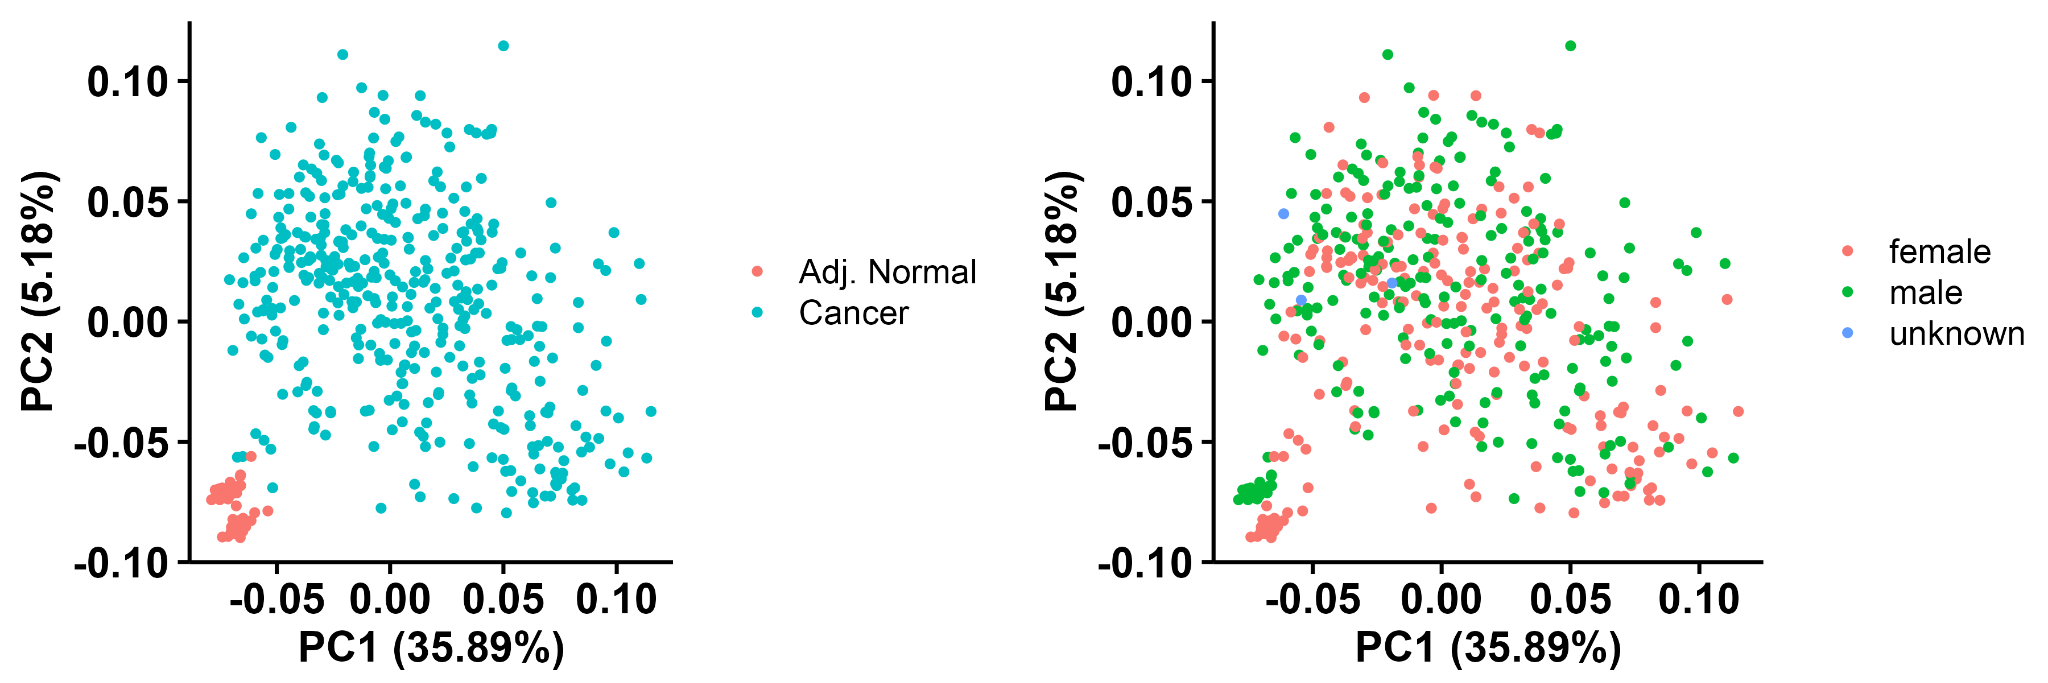 0.10
0.05
0.00
-0.05
-0.10
PC2 (5.18%)
-0.05 0.00 0.05 0.10
PC1 (35.89%)
Adj. Normal
Cancer
0.10
0.05
0.00
-0.05
-0.10
PC2 (5.18%)
-0.05 0.00 0.05 0.10
PC1 (35.89%)
female
male
unknown